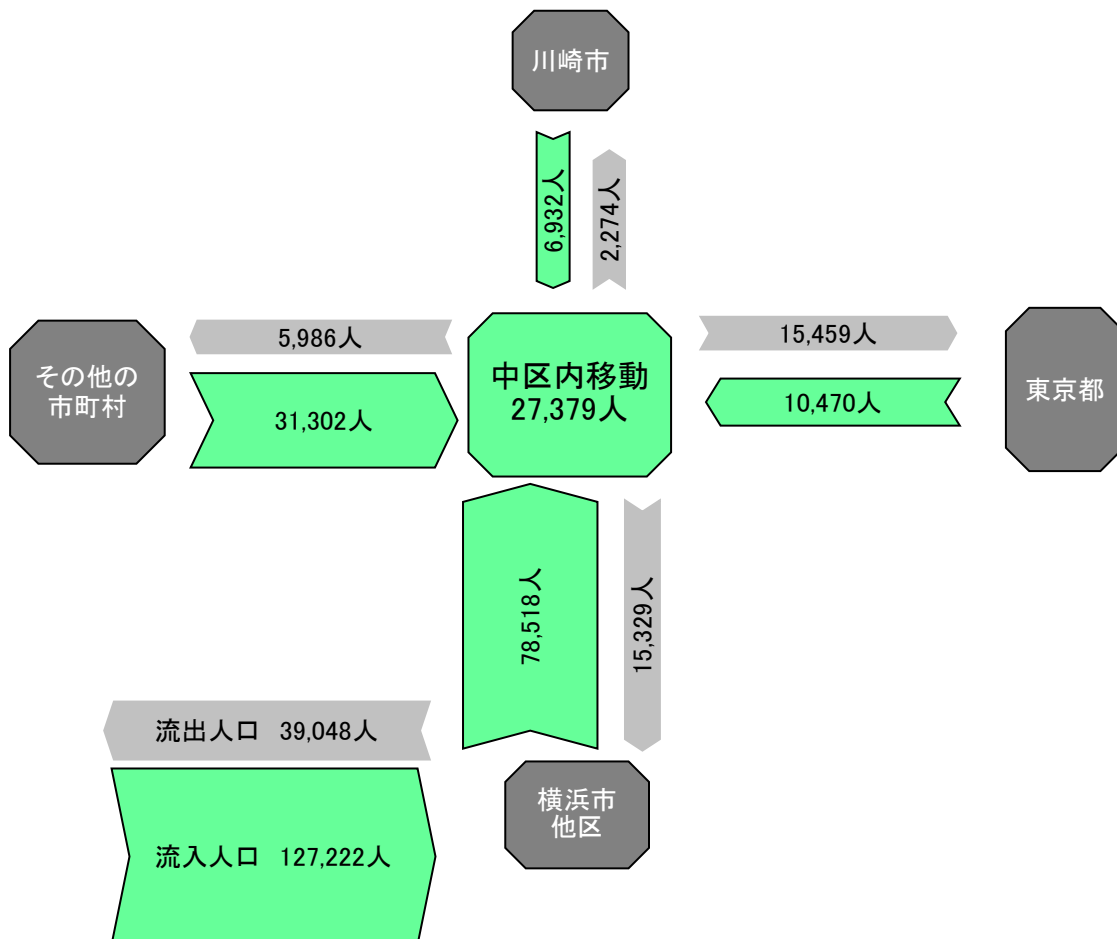 川崎市
6,932人
2,274人
5,986人
15,459人
その他の
市町村
中区内移動
27,379人
東京都
31,302人
10,470人
78,518人
15,329人
流出人口 39,048人
横浜市
他区
流入人口 127,222人